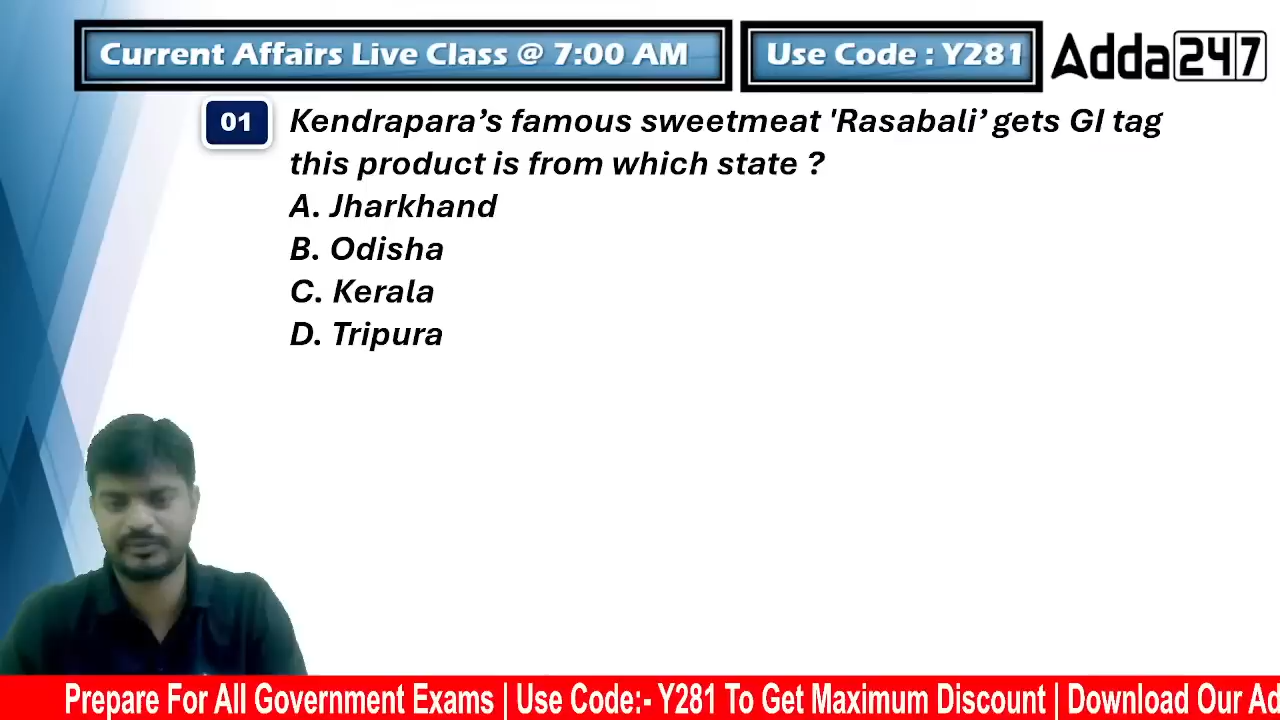 Current Affairs Live Class @ 7:00 AM
Use Code : Y281
Adda247
01
Kendrapara’s famous sweetmeat 'Rasabali’ gets GI tag
this product is from which state ?
A. Jharkhand
B. Odisha
C. Kerala
D. Tripura
Prepare For All Government Exams | Use Code:- Y281 To Get Maximum Discount | Download Our Ad